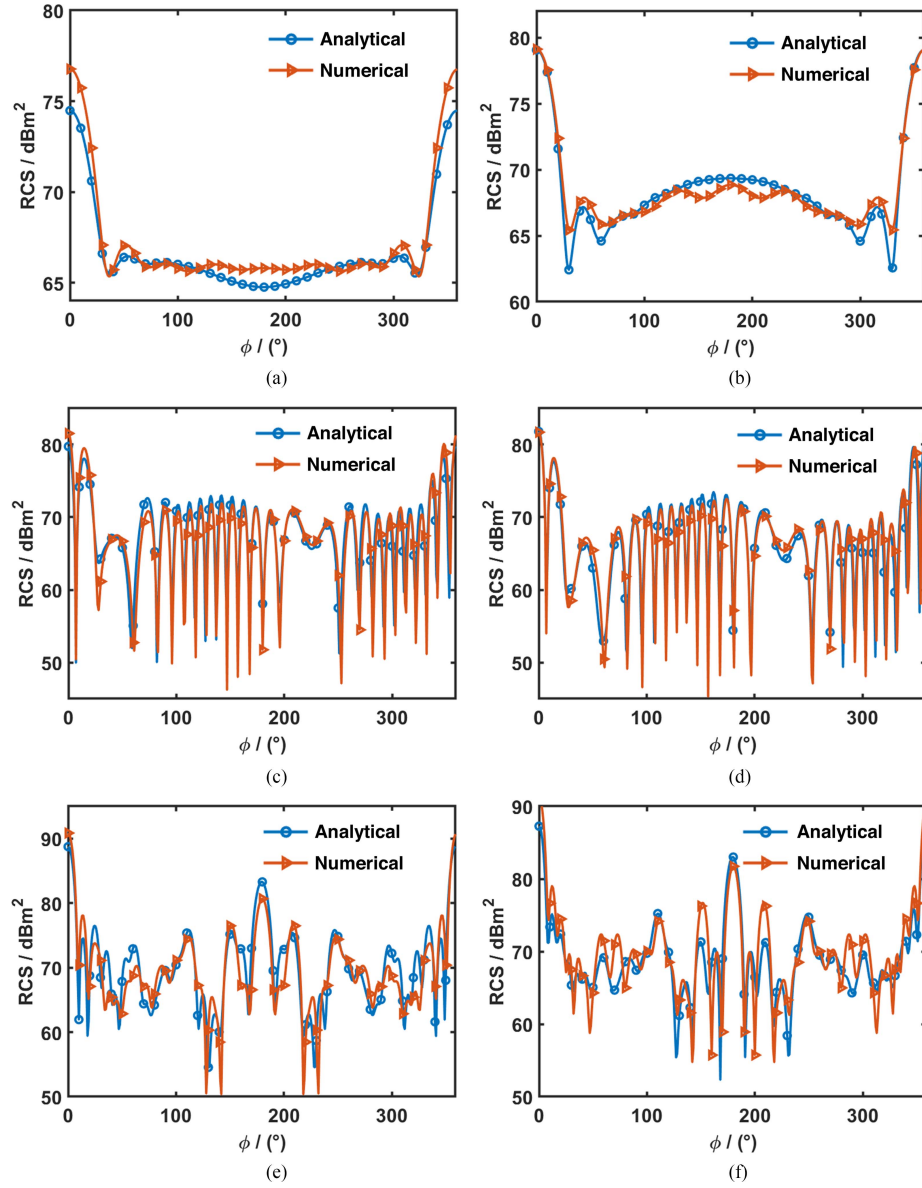 80
75
70
65
RCS / dBm²
Analytical
Numerical
0
100
200
300
ϕ / (°)
(a)
80
75
70
65
60
RCS / dBm²
Analytical
Numerical
0
100
200
300
ϕ / (°)
(b)
80
70
60
50
RCS / dBm²
Analytical
Numerical
0
100
200
300
ϕ / (°)
(c)
80
70
60
50
RCS / dBm²
Analytical
Numerical
0
100
200
300
ϕ / (°)
(d)
90
80
70
60
50
RCS / dBm²
Analytical
Numerical
0
100
200
300
ϕ / (°)
(e)
90
80
70
60
50
RCS / dBm²
Analytical
Numerical
0
100
200
300
ϕ / (°)
(f)